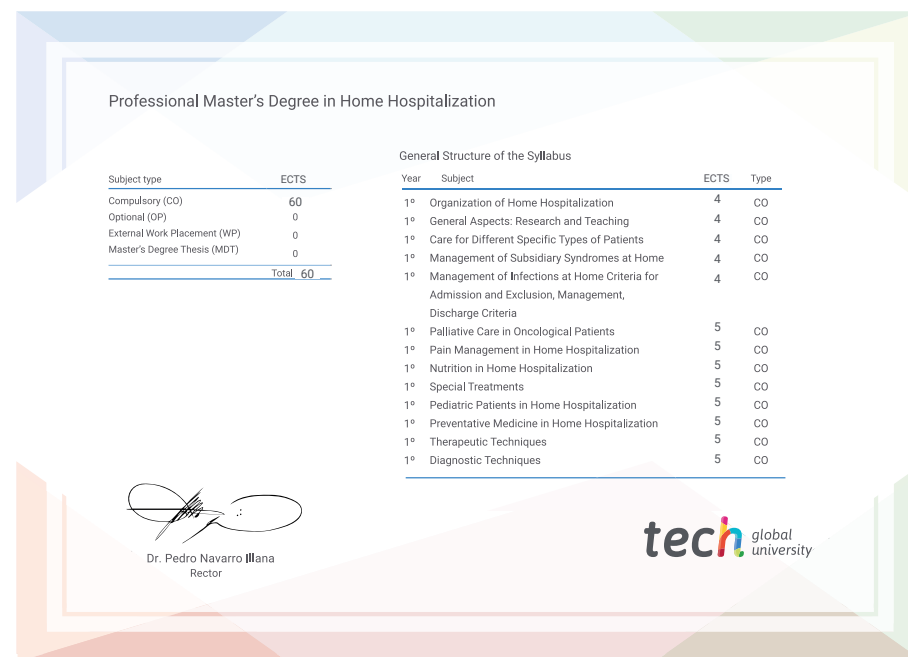 Professional Master's Degree in Home Hospitalization
Subject type ECTS
Compulsory (CO) 60
Optional (OP) 0
External Work Placement (WP) 0
Master's Degree Thesis (MDT) 0
Total 60
General Structure of the Syllabus
Year Subject ECTS Type
1º Organization of Home Hospitalization 4 CO
1º General Aspects: Research and Teaching 4 CO
1º Care for Different Specific Types of Patients 4 CO
1º Management of Subsidiary Syndromes at Home 4 CO
1º Management of Infections at Home Criteria for 4 CO
Admission and Exclusion, Management,
Discharge Criteria
1º Palliative Care in Oncological Patients 5 CO
1º Pain Management in Home Hospitalization 5 CO
1º Nutrition in Home Hospitalization 5 CO
1º Special Treatments 5 CO
1º Pediatric Patients in Home Hospitalization 5 CO
1º Preventative Medicine in Home Hospitalization 5 CO
1º Therapeutic Techniques 5 CO
1º Diagnostic Techniques 5 CO
Dr. Pedro Navarro Illana
Rector
tech global
university